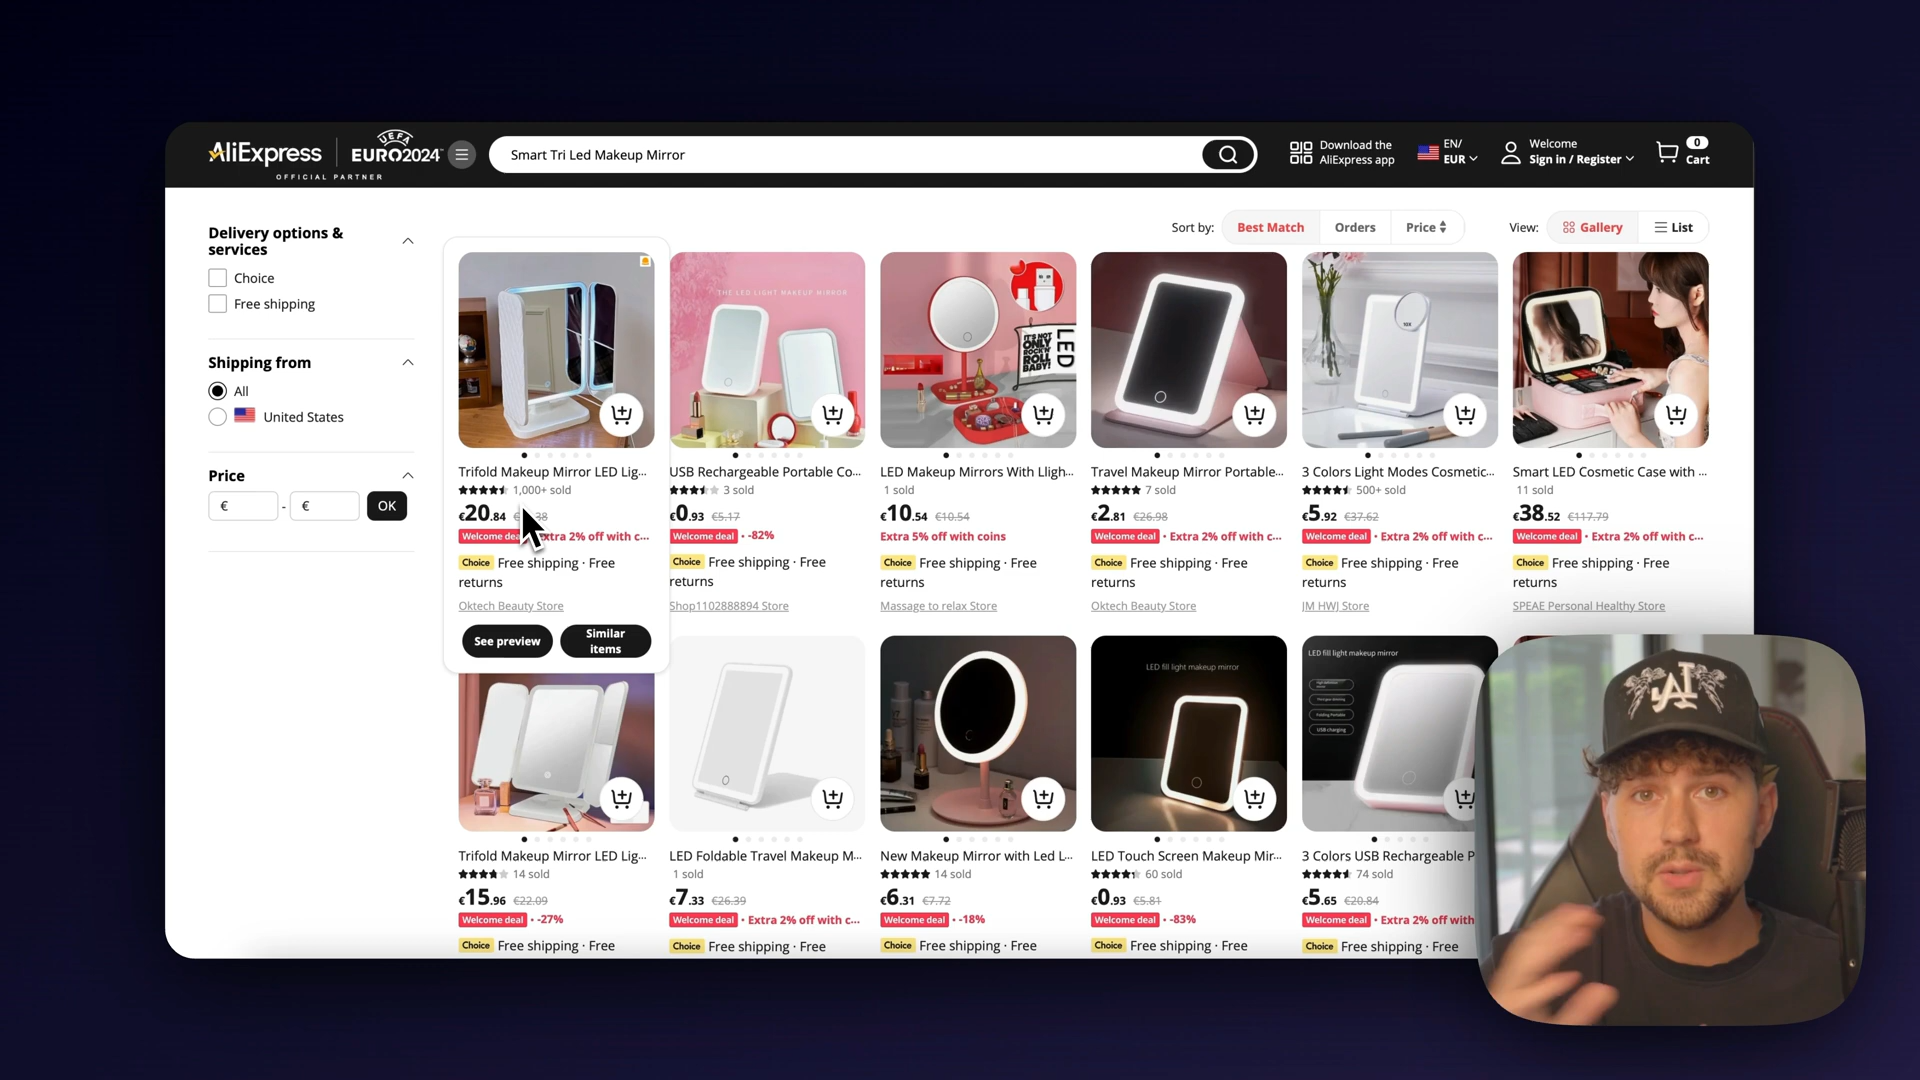 AliExpress
UEFA
EURO2024
OFFICIAL PARTNER
Smart Tri Led Makeup Mirror
Download the
AliExpress app
EN/
EUR
Welcome
Sign in / Register
0
Cart
Delivery options &
services
Choice
Free shipping
Shipping from
All
United States
Price
€ - € OK
Sort by: Best Match Orders Price
View: Gallery List
Trifold Makeup Mirror LED Lig...
1,000+ sold
€20.84
Welcome deal Extra 2% off with c...
Choice Free shipping · Free
returns
Oktech Beauty Store
See preview
Similar
items
THE LED LIGHT MAKEUP MIRROR
USB Rechargeable Portable Co...
3 sold
€0.93 €5.17
Welcome deal · -82%
Choice Free shipping · Free
returns
Shop1102888894 Store
IT'S NOT
ONLY
ROCK'N
ROLL
BABY!
LED
LED Makeup Mirrors With Lligh...
1 sold
€10.54 €10.54
Extra 5% off with coins
Choice Free shipping · Free
returns
Massage to relax Store
Travel Makeup Mirror Portable...
7 sold
€2.81 €26.98
Welcome deal · Extra 2% off with c...
Choice Free shipping · Free
returns
Oktech Beauty Store
10X
3 Colors Light Modes Cosmetic...
500+ sold
€5.92 €37.62
Welcome deal · Extra 2% off with c...
Choice Free shipping · Free
returns
JM HWJ Store
Smart LED Cosmetic Case with ...
11 sold
€38.52 €117.79
Welcome deal · Extra 2% off with c...
Choice Free shipping · Free
returns
SPEAE Personal Healthy Store
Trifold Makeup Mirror LED Lig...
14 sold
€15.96 €22.09
Welcome deal · -27%
Choice Free shipping · Free
LED Foldable Travel Makeup M...
1 sold
€7.33 €26.39
Welcome deal · Extra 2% off with c...
Choice Free shipping · Free
New Makeup Mirror with Led L...
14 sold
€6.31 €7.72
Welcome deal · -18%
Choice Free shipping · Free
LED fill light makeup mirror
LED Touch Screen Makeup Mir...
60 sold
€0.93 €5.81
Welcome deal · -83%
Choice Free shipping · Free
LED fill light makeup mirror
USB charging
3 Colors USB Rechargeable P
74 sold
€5.65 €20.84
Welcome deal · Extra 2% off with
Choice Free shipping · Free